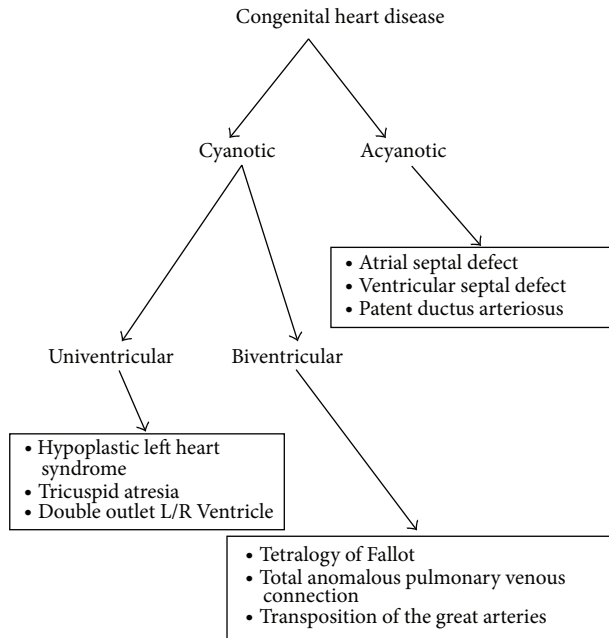 Congenital heart disease
Cyanotic
Acyanotic
• Atrial septal defect
• Ventricular septal defect
• Patent ductus arteriosus
Univentricular
Biventricular
• Hypoplastic left heart
syndrome
• Tricuspid atresia
• Double outlet L/R Ventricle
• Tetralogy of Fallot
• Total anomalous pulmonary venous
connection
• Transposition of the great arteries